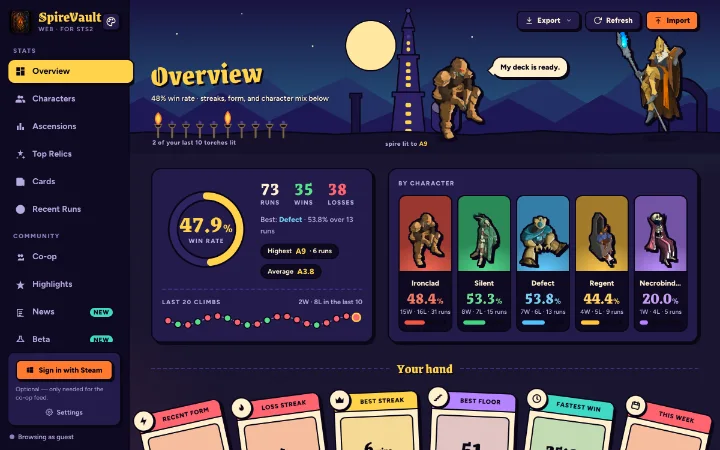 SpireVault
WEB · FOR STS2
STATS
Overview
Characters
Ascensions
Top Relics
Cards
Recent Runs
COMMUNITY
Co-op
Highlights
News NEW
Beta NEW
Sign in with Steam
Optional — only needed for the
co-op feed.
Settings
Browsing as guest
Export
Refresh
Import
Overview
48% win rate · streaks, form, and character mix below
2 of your last 10 torches lit
My deck is ready.
spire lit to A9
47.9%
WIN RATE
73 35 38
RUNS WINS LOSSES
Best: Defect · 53.8% over 13
runs
Highest A9 · 6 runs
Average A3.8
LAST 20 CLIMBS 2W · 8L in the last 10
BY CHARACTER
Ironclad
48.4%
15W · 16L · 31 runs
Silent
53.3%
8W · 7L · 15 runs
Defect
53.8%
7W · 6L · 13 runs
Regent
44.4%
4W · 5L · 9 runs
Necrobind...
20.0%
1W · 4L · 5 runs
Your hand
RECENT FORM
LOSS STREAK
BEST STREAK
BEST FLOOR
51
FASTEST WIN
THIS WEEK